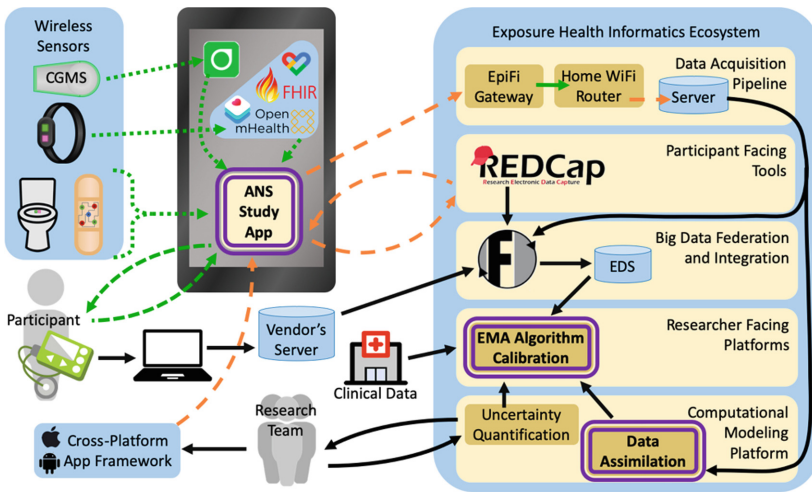 Wireless
Sensors
CGMS
FHIR
Open
mHealth
ANS
Study
App
Participant
Vendor's
Server
Clinical Data
Research
Team
Cross-Platform
App Framework
Exposure Health Informatics Ecosystem
EpiFi
Gateway
Home WiFi
Router
Server
Data Acquisition
Pipeline
REDCap
Research Electronic Data Capture
Participant Facing
Tools
F
EDS
Big Data Federation
and Integration
EMA Algorithm
Calibration
Researcher Facing
Platforms
Uncertainty
Quantification
Data
Assimilation
Computational
Modeling
Platform